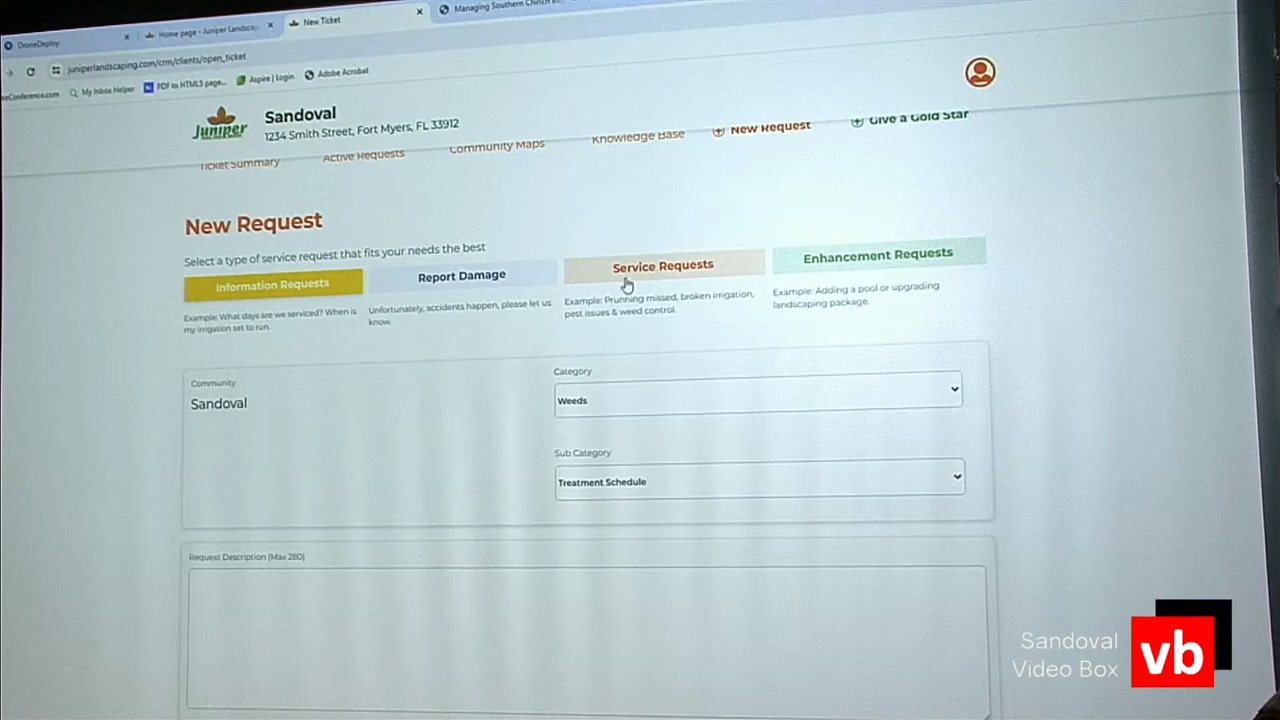 DroneDeploy
Home page - Juniper Landsca
New Ticket
Managing Southern Chinch
juniperlandscaping.com/crm/clients/open_ticket
eeConference.com
My Inbox Helper
PDF to HTML5 page...
Aspire | Login
Adobe Acrobat
Juniper
Sandoval
1234 Smith Street, Fort Myers, FL 33912
Ticket Summary
Active Requests
Community Maps
Knowledge Base
New Request
Give a Gold Star
New Request
Select a type of service request that fits your needs the best
Information Requests
Report Damage
Service Requests
Enhancement Requests
Example: What days are we serviced? When is
my irrigation set to run.
Unfortunately, accidents happen, please let us
know.
Example: Prunning missed, broken irrigation,
pest issues & weed control.
Example: Adding a pool or upgrading
landscaping package.
Community
Sandoval
Category
Weeds
Sub Category
Treatment Schedule
Request Description (Max 280)
Sandoval
Video Box
vb